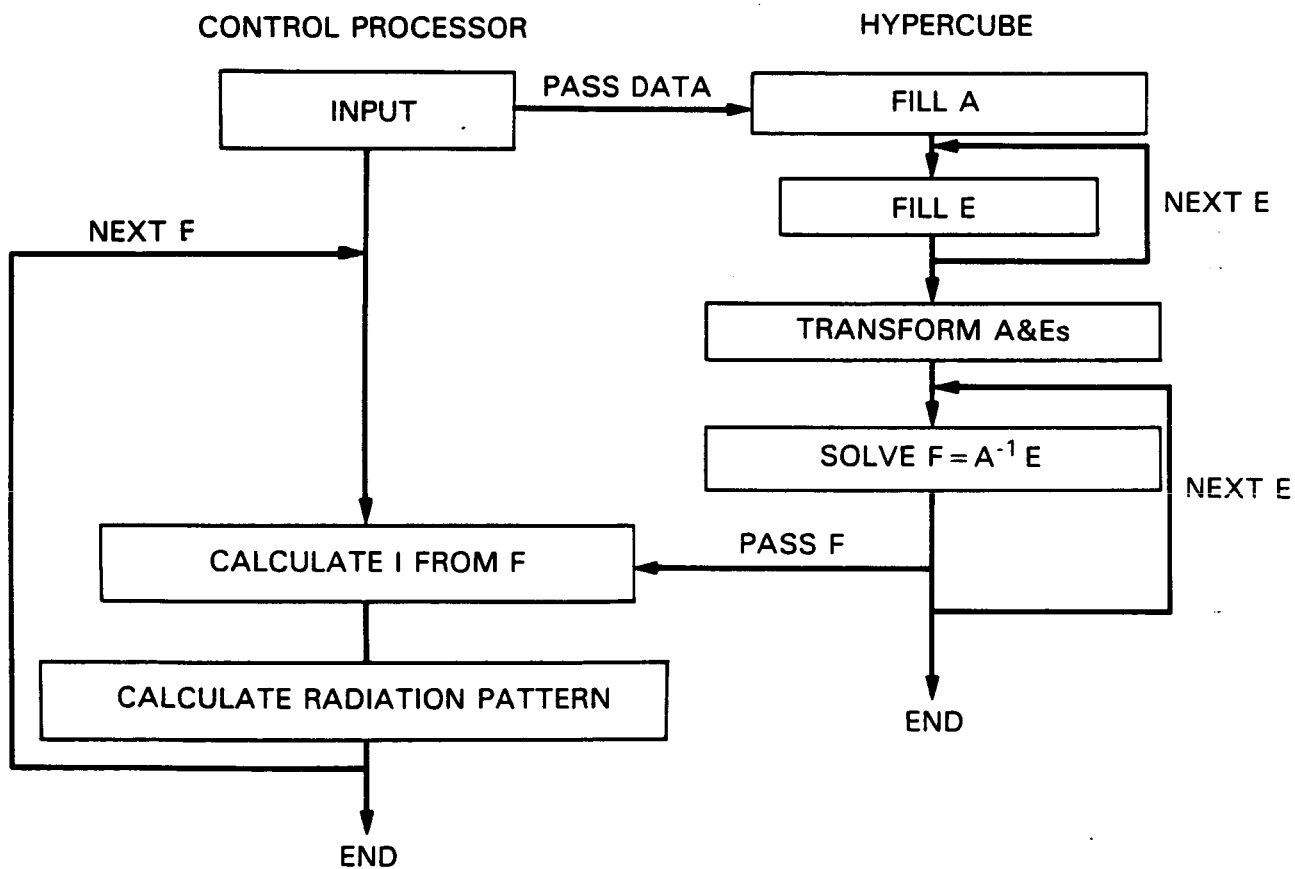 CONTROL PROCESSOR
HYPERCUBE
INPUT
PASS DATA
FILL A
FILL E
NEXT E
NEXT F
TRANSFORM A&Es
SOLVE F = A⁻¹ E
NEXT E
CALCULATE I FROM F
PASS F
CALCULATE RADIATION PATTERN
END
END